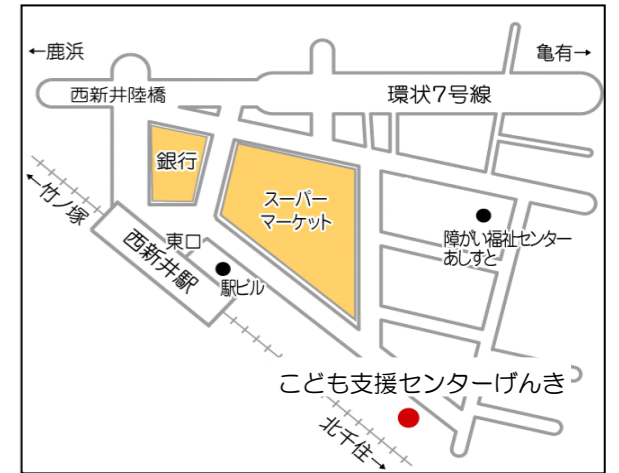 ←鹿浜
亀有→
西新井陸橋
環状7号線
銀行
スーパー
マーケット
←竹ノ塚
東口
西新井駅
駅ビル
障がい福祉センター
あしすと
こども支援センターげんき
北千住→